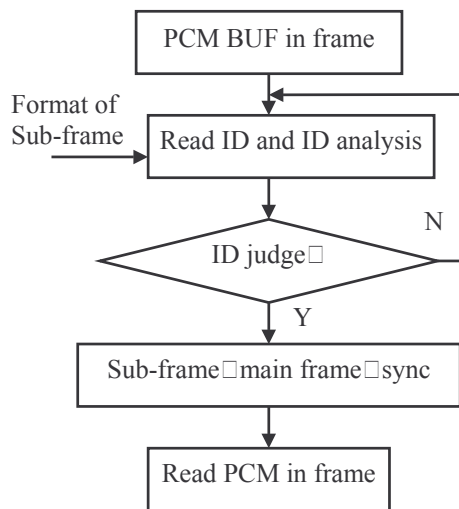 PCM BUF in frame
Format of
Sub-frame
Read ID and ID analysis
N
ID judge□
Y
Sub-frame□main frame□sync
Read PCM in frame